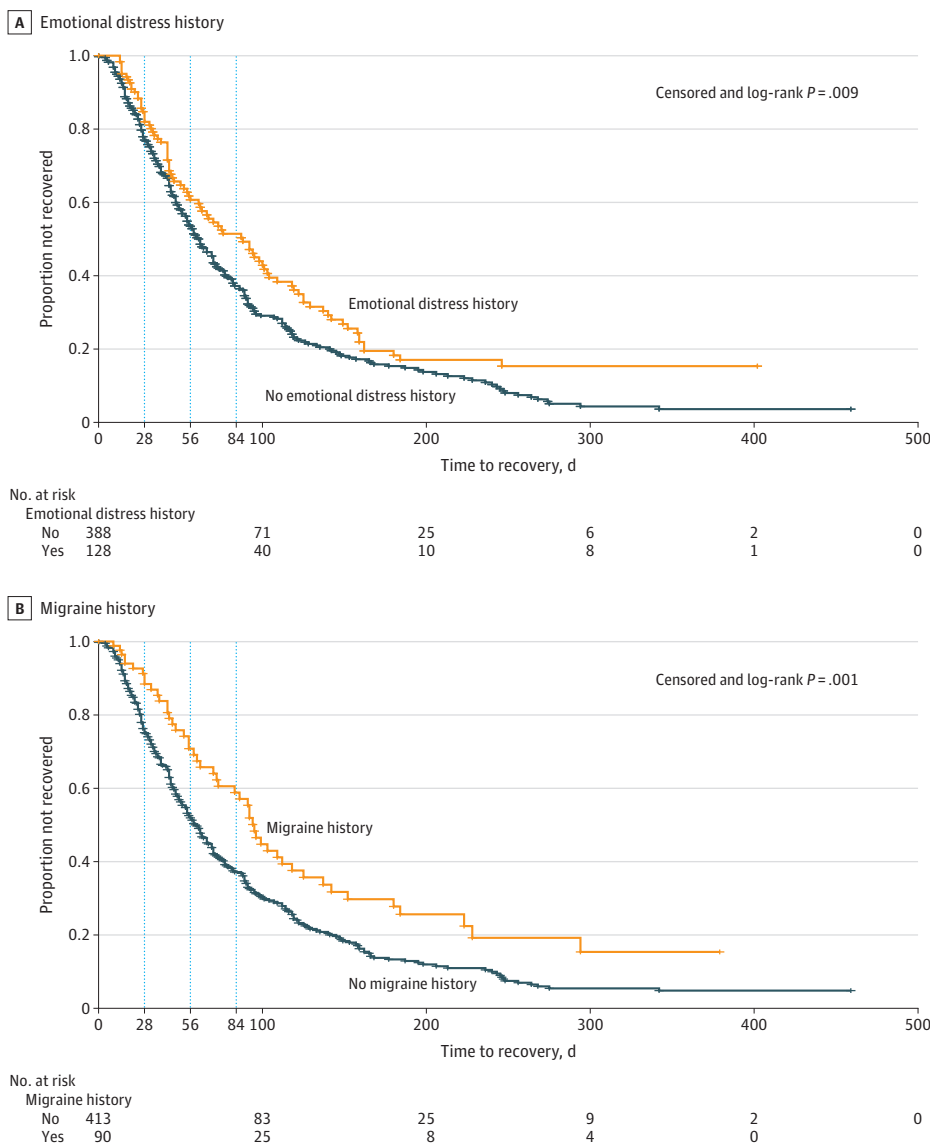 A Emotional distress history
1.0
Censored and log-rank P = .009
0.8
0.6
Proportion not recovered
0.4
Emotional distress history
0.2
No emotional distress history
0
0 28 56 84 100 200 300 400 500
Time to recovery, d
No. at risk
Emotional distress history
No 388 71 25 6 2 0
Yes 128 40 10 8 1 0
B Migraine history
1.0
Censored and log-rank P = .001
0.8
0.6
Proportion not recovered
Migraine history
0.4
0.2
No migraine history
0
0 28 56 84 100 200 300 400 500
Time to recovery, d
No. at risk
Migraine history
No 413 83 25 9 2 0
Yes 90 25 8 4 0